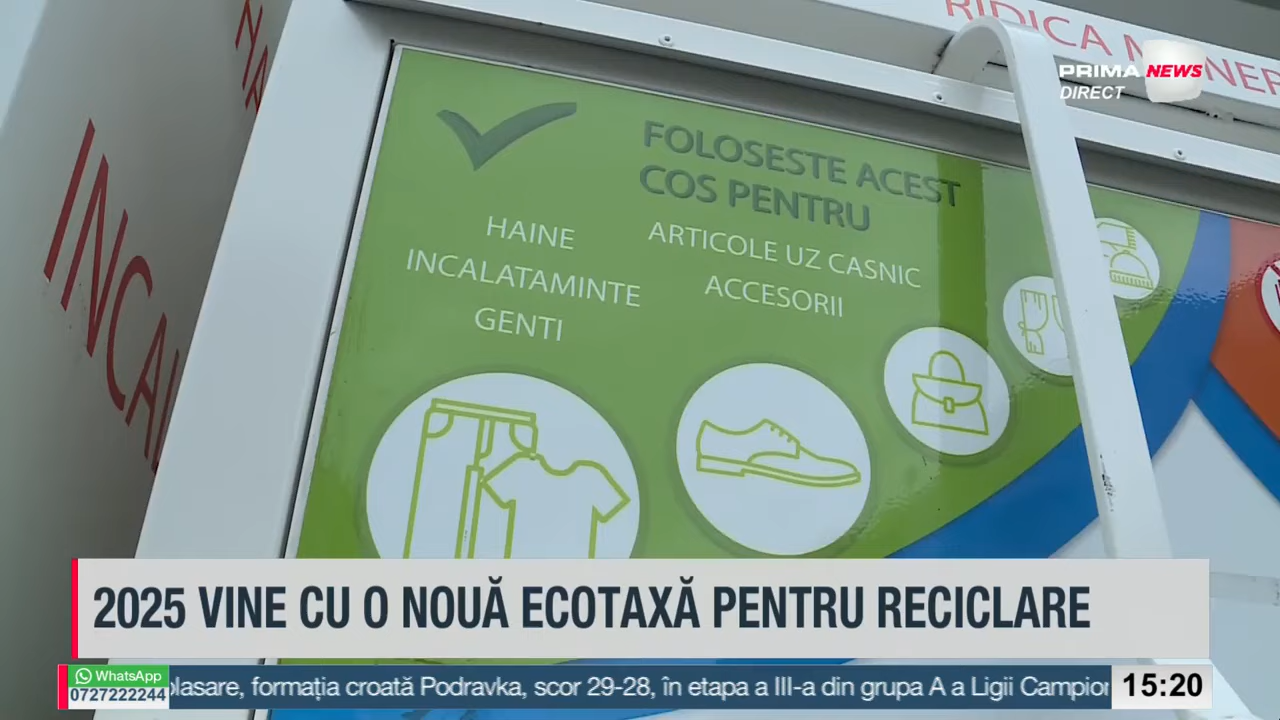 RIDICA M
PRIMA NEWS
DIRECT
INCAL
FOLOSESTE ACEST
COS PENTRU
HAINE
INCALATAMINTE
GENTI
ARTICOLE UZ CASNIC
ACCESORII
2025 VINE CU O NOUĂ ECOTAXĂ PENTRU RECICLARE
WhatsApp
0727222244
plasare, formația croată Podravka, scor 29-28, în etapa a III-a din grupa A a Ligii Campion
15:20